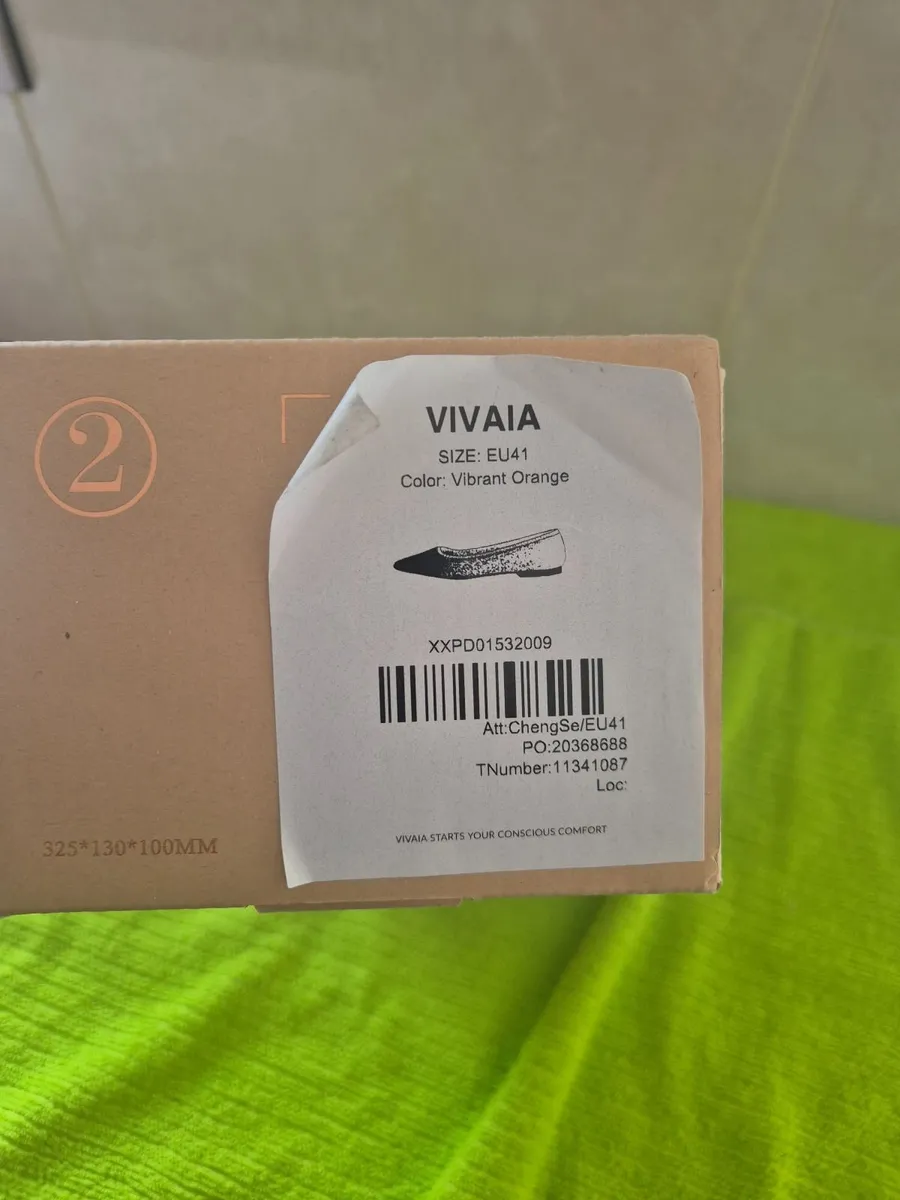 2
VIVAIA
SIZE: EU41
Color: Vibrant Orange
XXPD01532009
Att:ChengSe/EU41
PO:20368688
TNumber:11341087
Loc:
VIVAIA STARTS YOUR CONSCIOUS COMFORT
325*130*100MM